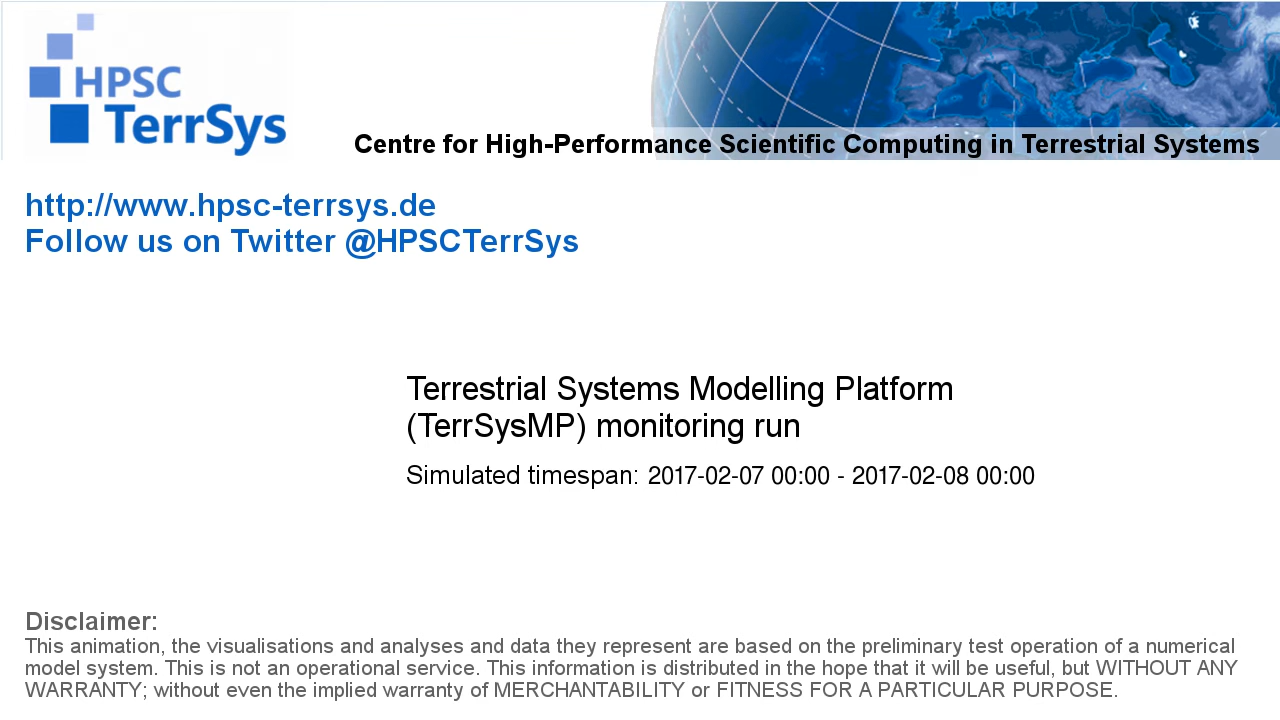 HPSC
TerrSys
Centre for High-Performance Scientific Computing in Terrestrial Systems
http://www.hpsc-terrsys.de
Follow us on Twitter @HPSCTerrSys
Terrestrial Systems Modelling Platform
(TerrSysMP) monitoring run
Simulated timespan: 2017-02-07 00:00 - 2017-02-08 00:00
Disclaimer:
This animation, the visualisations and analyses and data they represent are based on the preliminary test operation of a numerical
model system. This is not an operational service. This information is distributed in the hope that it will be useful, but WITHOUT ANY
WARRANTY; without even the implied warranty of MERCHANTABILITY or FITNESS FOR A PARTICULAR PURPOSE.